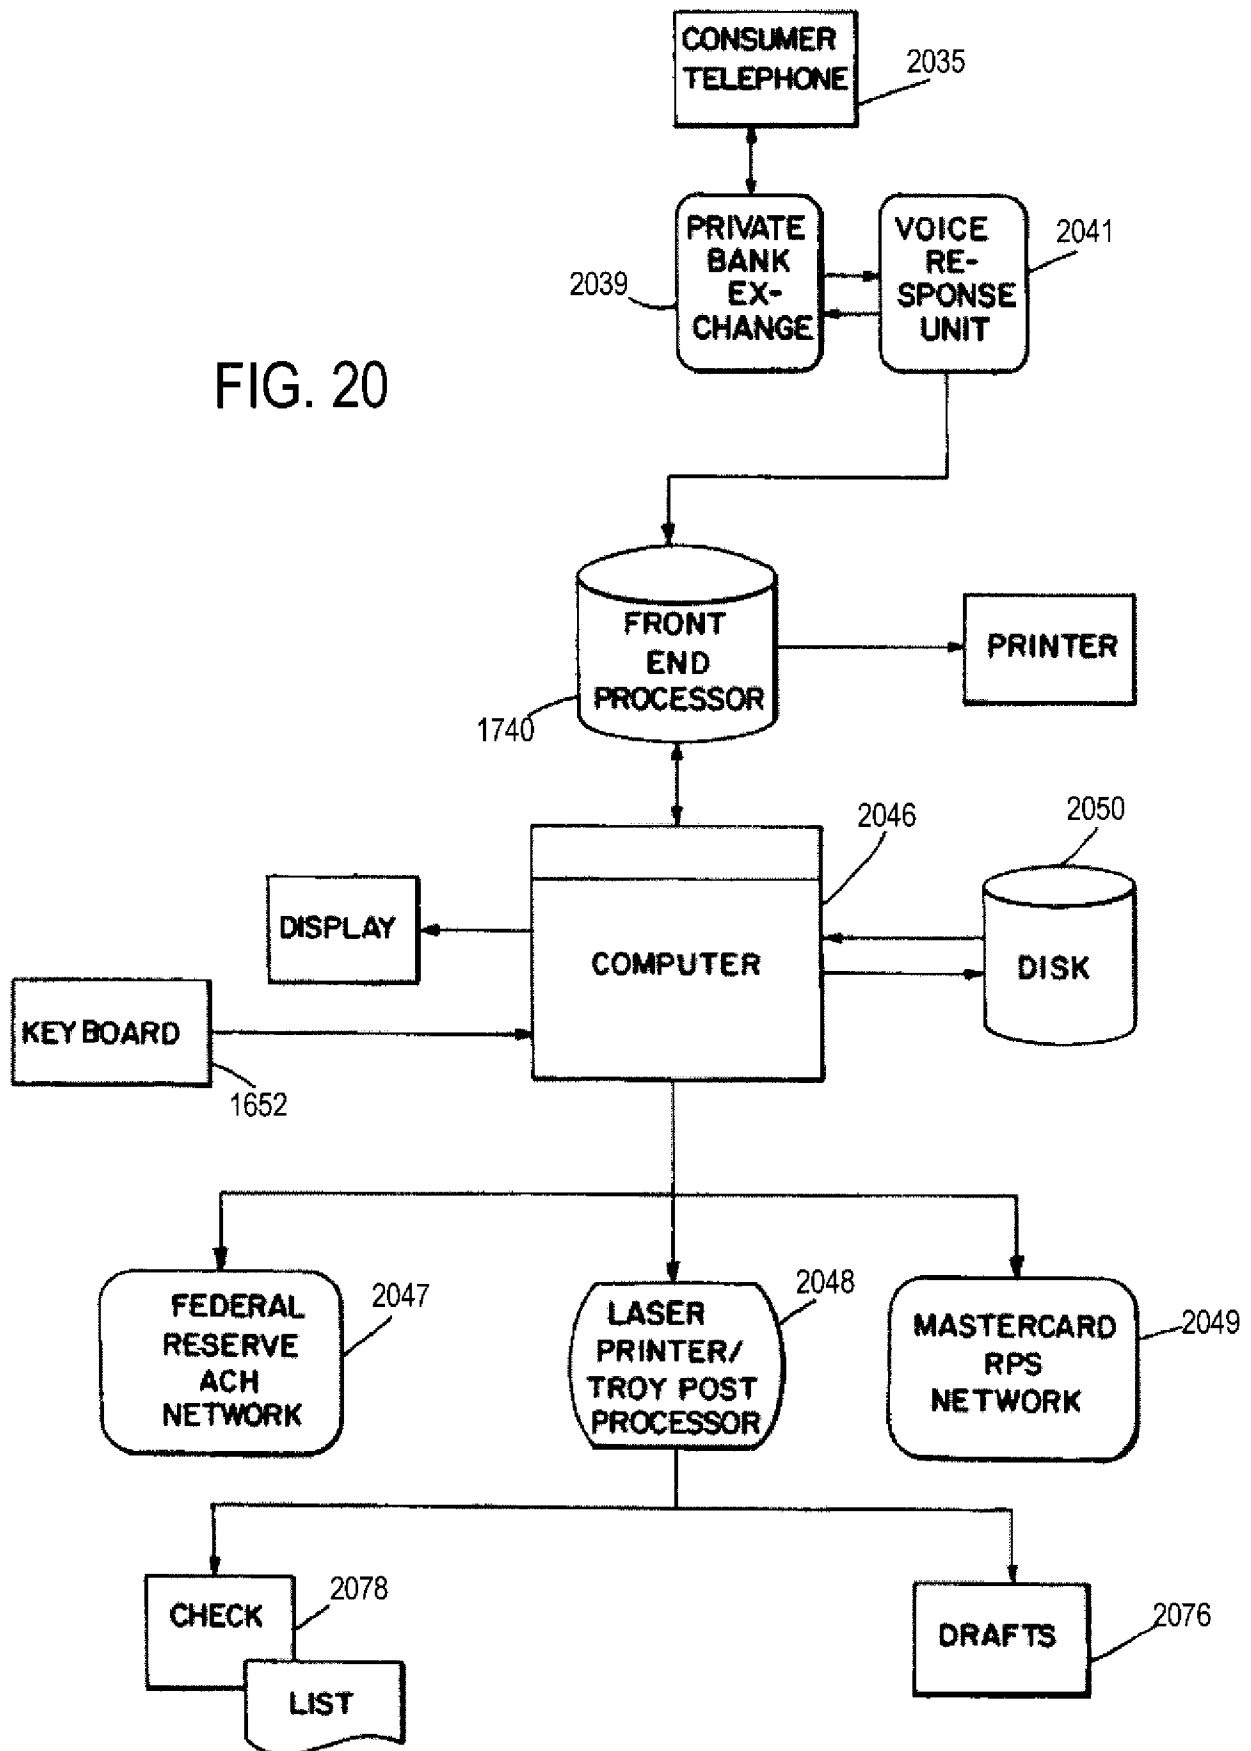 CONSUMER
TELEPHONE
2035
PRIVATE
BANK
EX-
CHANGE
2039
VOICE
RE-
SPONSE
UNIT
2041
FIG. 20
FRONT
END
PROCESSOR
1740
PRINTER
2046
2050
DISPLAY
COMPUTER
DISK
KEYBOARD
1652
FEDERAL
RESERVE
ACH
NETWORK
2047
LASER
PRINTER/
TROY POST
PROCESSOR
2048
MASTERCARD
RPS
NETWORK
2049
CHECK
2078
LIST
DRAFTS
2076